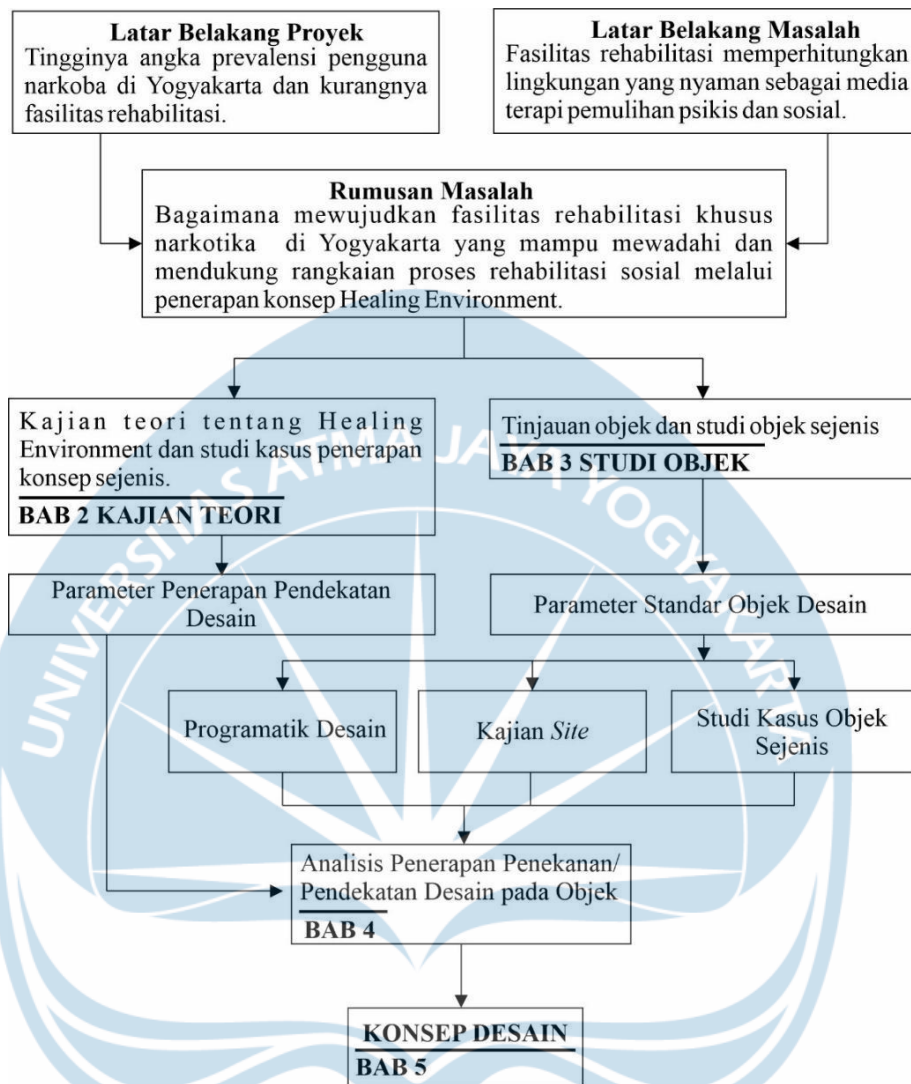 Latar Belakang Proyek
Tingginya angka prevalensi pengguna
narkoba di Yogyakarta dan kurangnya
fasilitas rehabilitasi.
Latar Belakang Masalah
Fasilitas rehabilitasi memperhitungkan
lingkungan yang nyaman sebagai media
terapi pemulihan psikis dan sosial.
Rumusan Masalah
Bagaimana mewujudkan fasilitas rehabilitasi khusus
narkotika di Yogyakarta yang mampu mewadahi dan
mendukung rangkaian proses rehabilitasi sosial melalui
penerapan konsep Healing Environment.
Kajian teori tentang Healing
Environment dan studi kasus penerapan
konsep sejenis.
BAB 2 KAJIAN TEORI
Tinjauan objek dan studi objek sejenis
BAB 3 STUDI OBJEK
UNIVERSITAS ATMA JAYA YOGYAKARTA
Parameter Penerapan Pendekatan
Desain
Parameter Standar Objek Desain
Programatik Desain
Kajian Site
Studi Kasus Objek
Sejenis
Analisis Penerapan Penekanan/
Pendekatan Desain pada Objek
BAB 4
KONSEP DESAIN
BAB 5